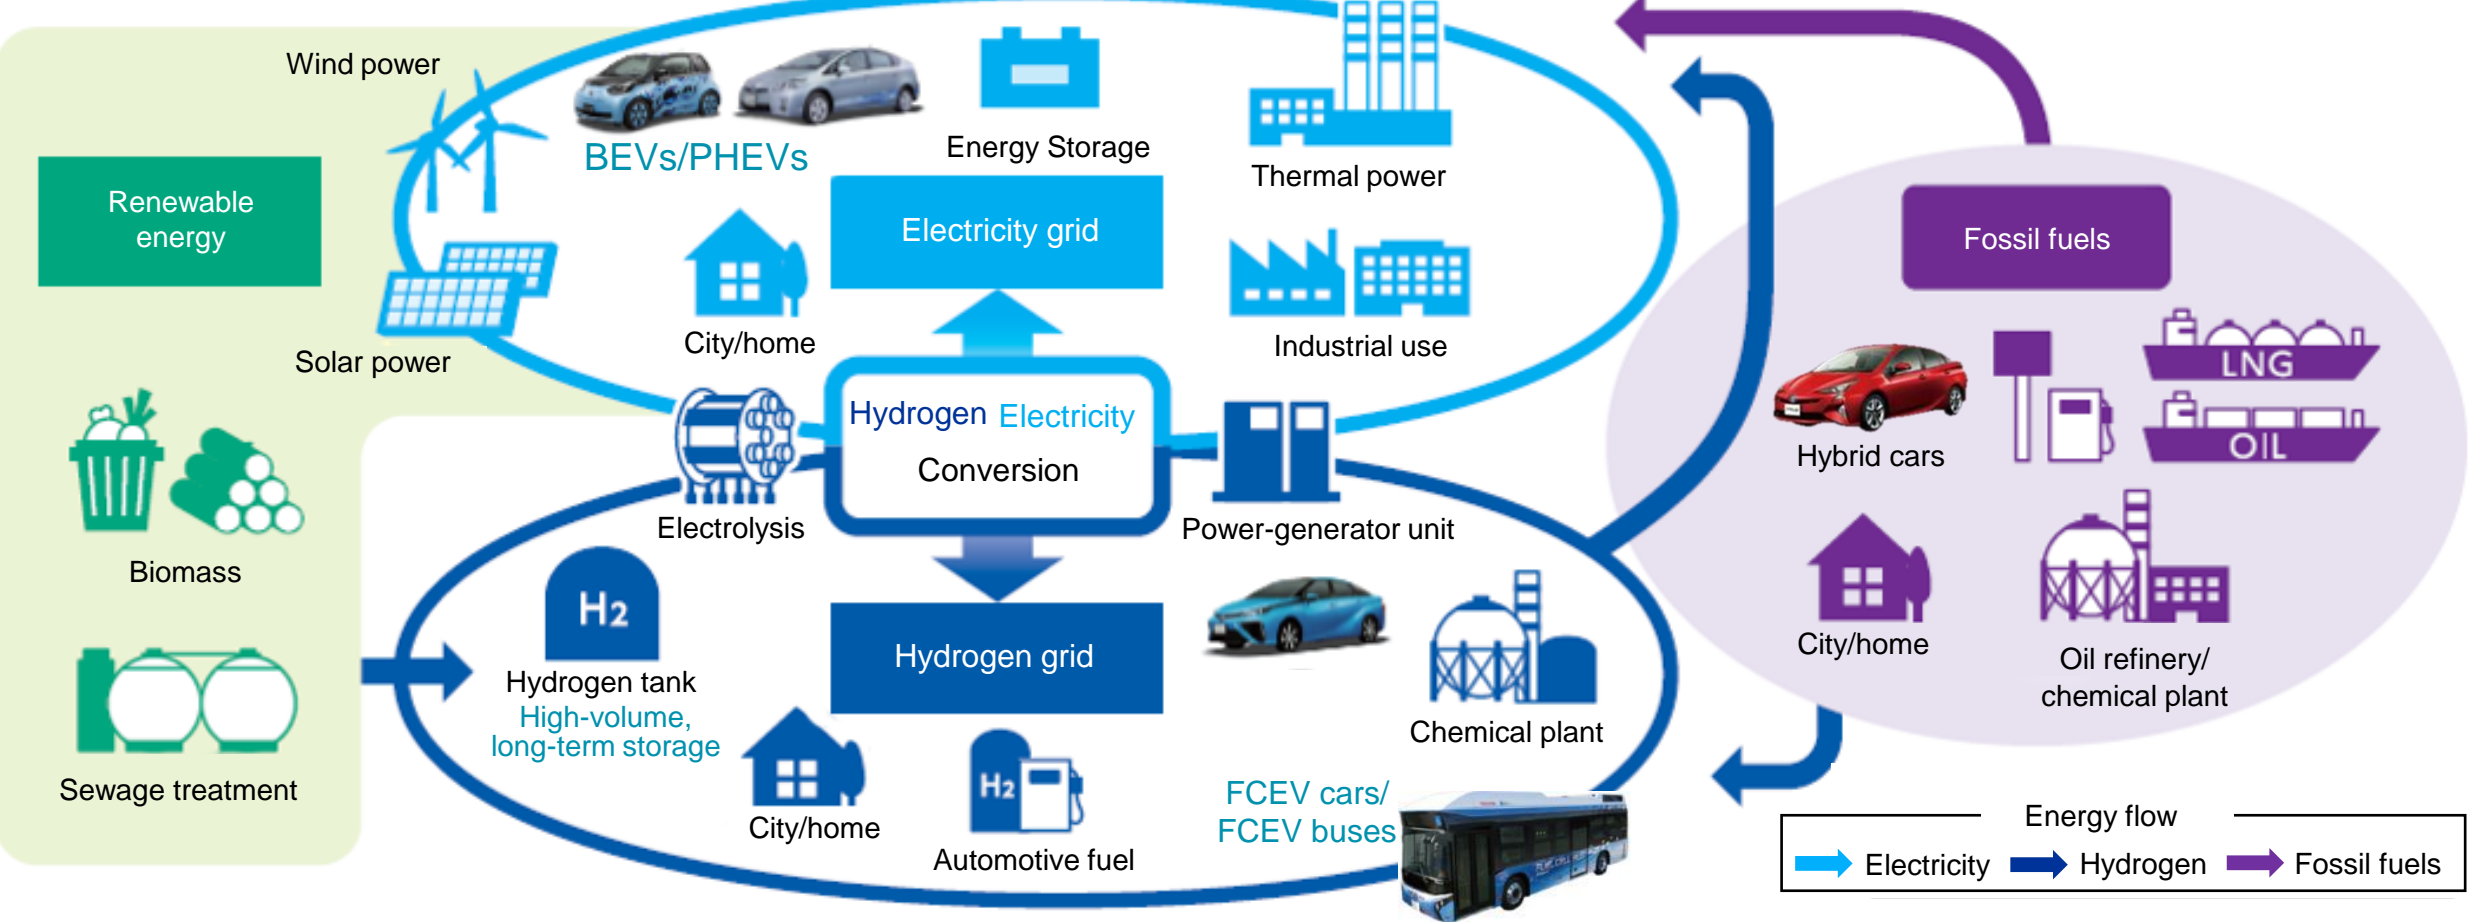 Wind power
Renewable
energy
Solar power
Biomass
Sewage treatment
BEVs/PHEVs
Energy Storage
Thermal power
Electricity grid
City/home
Industrial use
Hydrogen Electricity
Conversion
Electrolysis
Power-generator unit
H2
Hydrogen tank
High-volume,
long-term storage
Hydrogen grid
City/home
H2
Automotive fuel
Chemical plant
FCEV cars/
FCEV buses
Fossil fuels
LNG
OIL
Hybrid cars
City/home
Oil refinery/
chemical plant
Energy flow
Electricity
Hydrogen
Fossil fuels